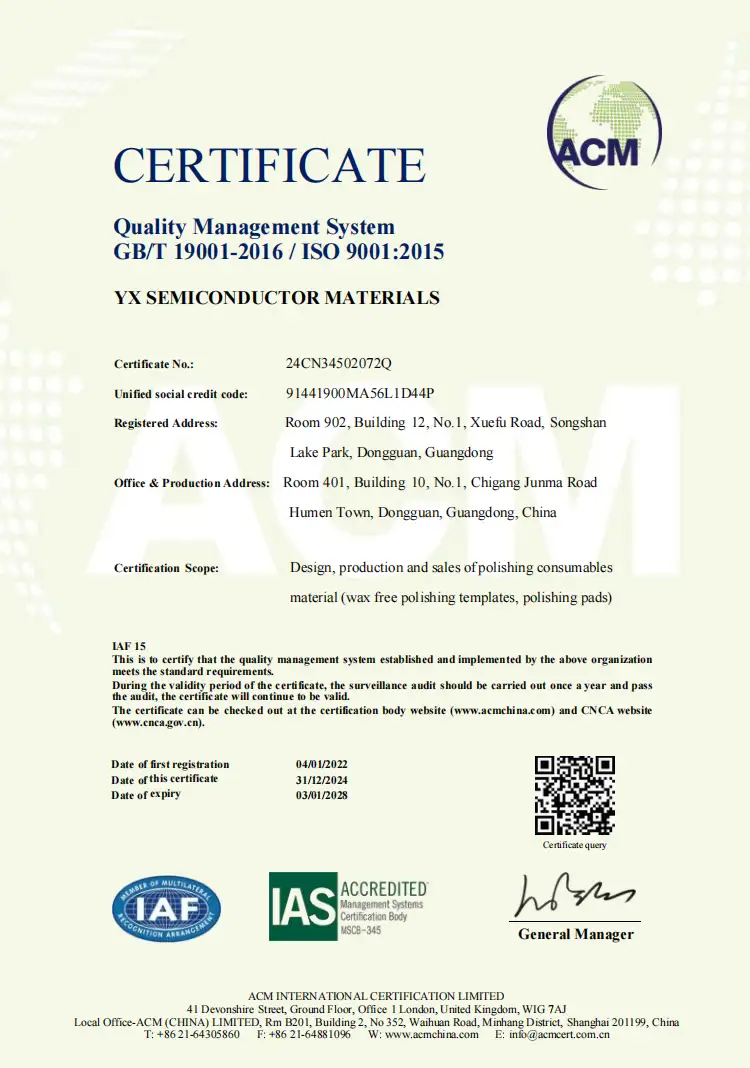 ACM
CERTIFICATE
Quality Management System
GB/T 19001-2016 / ISO 9001:2015
YX SEMICONDUCTOR MATERIALS
Certificate No.: 24CN34502072Q
Unified social credit code: 91441900MA56L1D44P
Registered Address: Room 902, Building 12, No.1, Xuefu Road, Songshan
Lake Park, Dongguan, Guangdong
Office & Production Address: Room 401, Building 10, No.1, Chigang Junma Road
Humen Town, Dongguan, Guangdong, China
ACM
Certification Scope: Design, production and sales of polishing consumables
material (wax free polishing templates, polishing pads)
IAF 15
This is to certify that the quality management system established and implemented by the above organization
meets the standard requirements.
During the validity period of the certificate, the surveillance audit should be carried out once a year and pass
the audit, the certificate will continue to be valid.
The certificate can be checked out at the certification body website (www.acmchina.com) and CNCA website
(www.cnca.gov.cn).
Date of first registration 04/01/2022
Date of this certificate 31/12/2024
Date of expiry 03/01/2028
Certificate query
MEMBER OF MULTILATERAL
IAF
RECOGNITION ARRANGEMENT
IAS
ACCREDITED
Management Systems
Certification Body
MSCB-345
General Manager
ACM INTERNATIONAL CERTIFICATION LIMITED
41 Devonshire Street, Ground Floor, Office 1 London, United Kingdom, WIG 7AJ
Local Office-ACM (CHINA) LIMITED, Rm B201, Building 2, No 352, Waihuan Road, Minhang District, Shanghai 201199, China
T: +86 21-64305860 F: +86 21-64881096 W: www.acmchina.com E: info@acmcert.com.cn